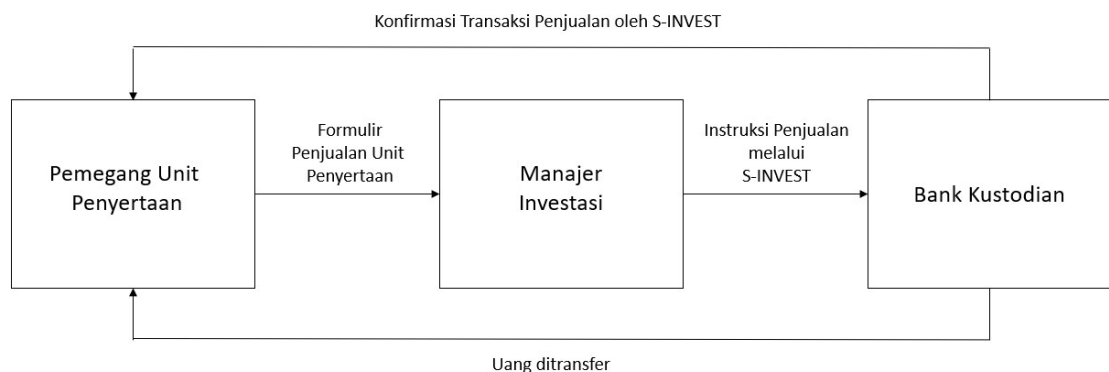 Konfirmasi Transaksi Penjualan oleh S-INVEST
Pemegang Unit
Penyertaan
Formulir
Penjualan Unit
Penyertaan
Manajer
Investasi
Instruksi Penjualan
melalui
S-INVEST
Bank Kustodian
Uang ditransfer